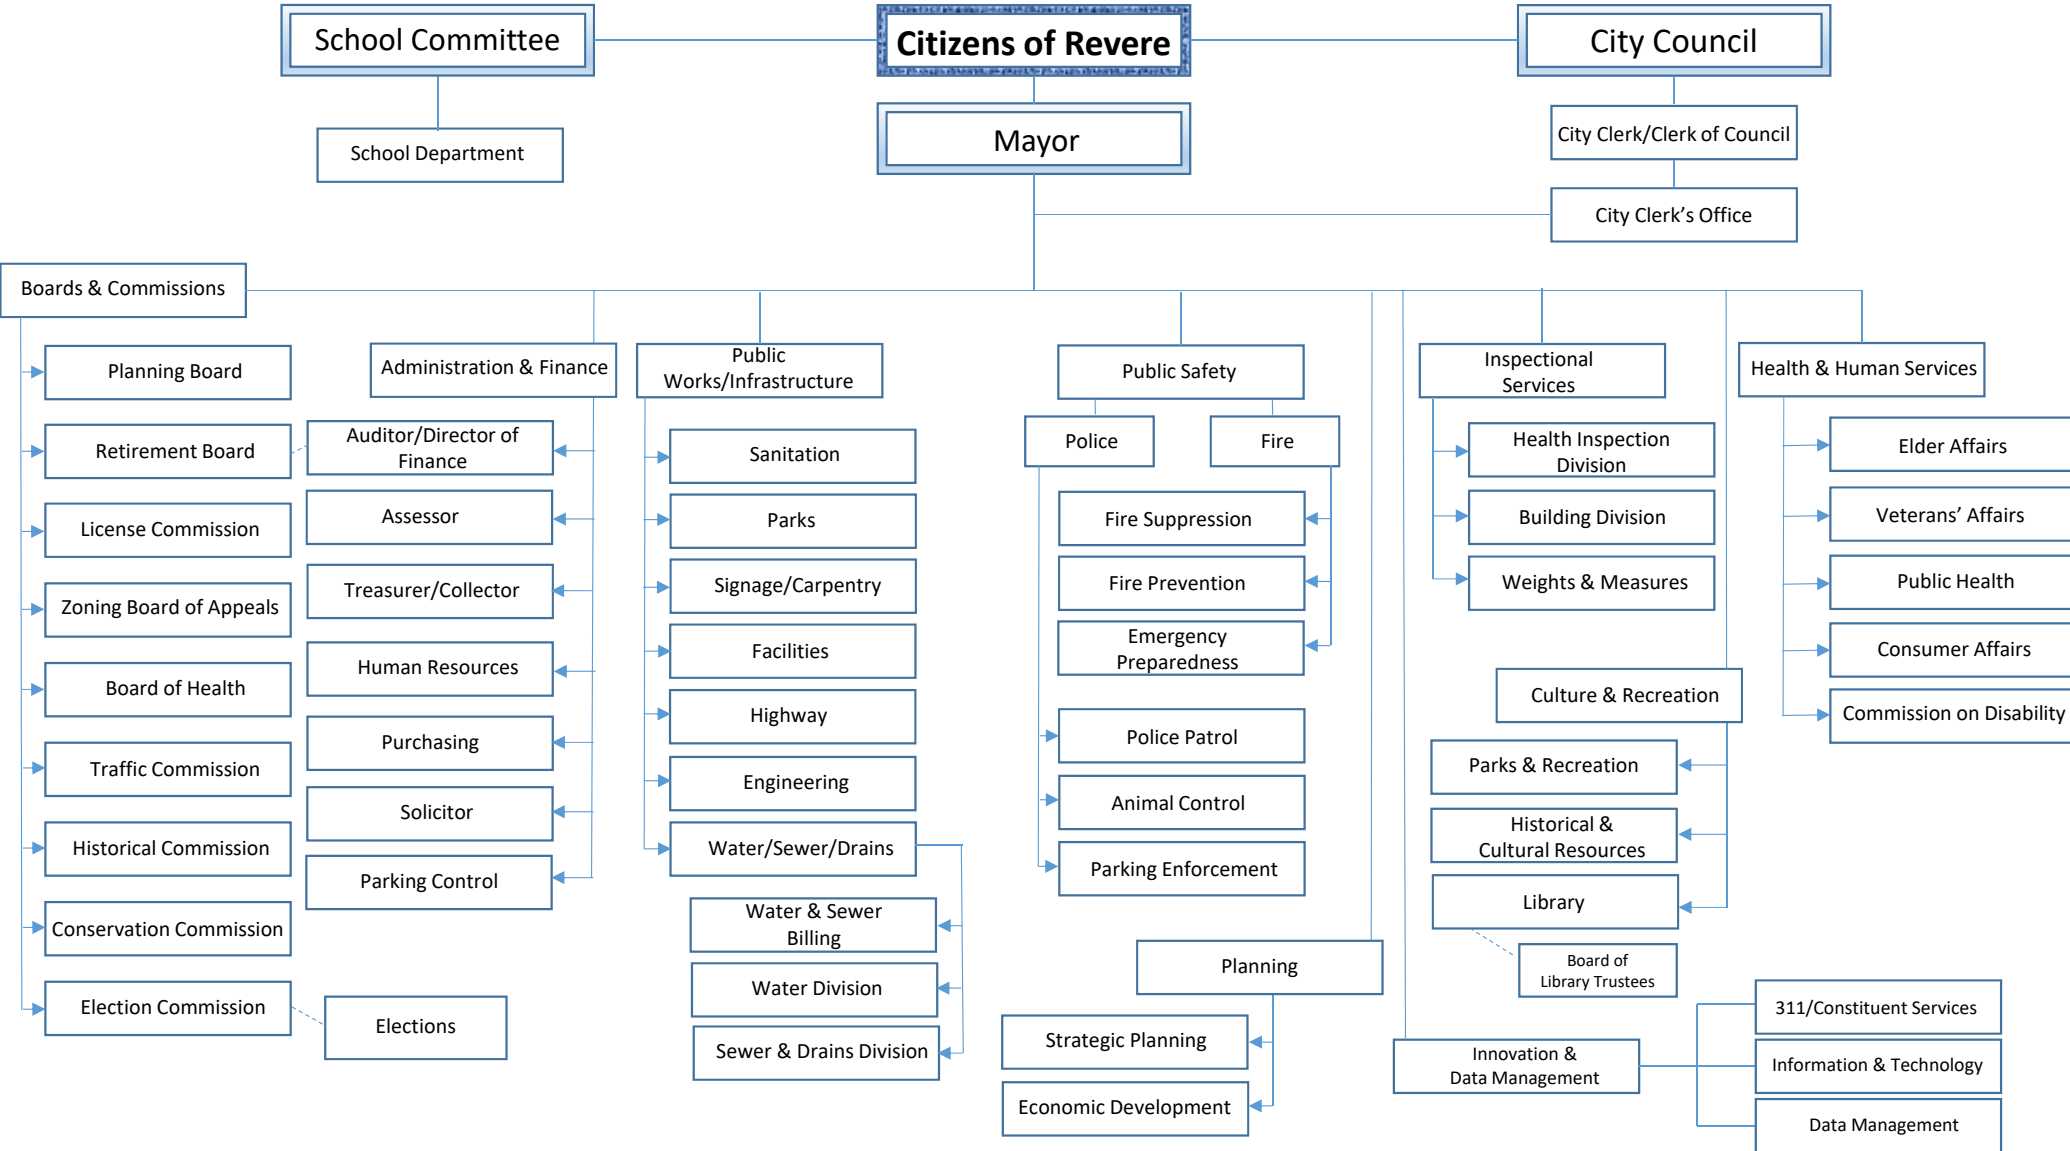 School Committee
Citizens of Revere
City Council
School Department
Mayor
City Clerk/Clerk of Council
City Clerk’s Office
Boards & Commissions
Planning Board
Retirement Board
License Commission
Zoning Board of Appeals
Board of Health
Traffic Commission
Historical Commission
Conservation Commission
Election Commission
Elections
Administration & Finance
Auditor/Director of
Finance
Assessor
Treasurer/Collector
Human Resources
Purchasing
Solicitor
Parking Control
Public
Works/Infrastructure
Sanitation
Parks
Signage/Carpentry
Facilities
Highway
Engineering
Water/Sewer/Drains
Water & Sewer
Billing
Water Division
Sewer & Drains Division
Public Safety
Police
Fire
Fire Suppression
Fire Prevention
Emergency
Preparedness
Police Patrol
Animal Control
Parking Enforcement
Planning
Strategic Planning
Economic Development
Inspectional
Services
Health Inspection
Division
Building Division
Weights & Measures
Culture & Recreation
Parks & Recreation
Historical &
Cultural Resources
Library
Board of
Library Trustees
Innovation &
Data Management
311/Constituent Services
Information & Technology
Data Management
Health & Human Services
Elder Affairs
Veterans’ Affairs
Public Health
Consumer Affairs
Commission on Disability